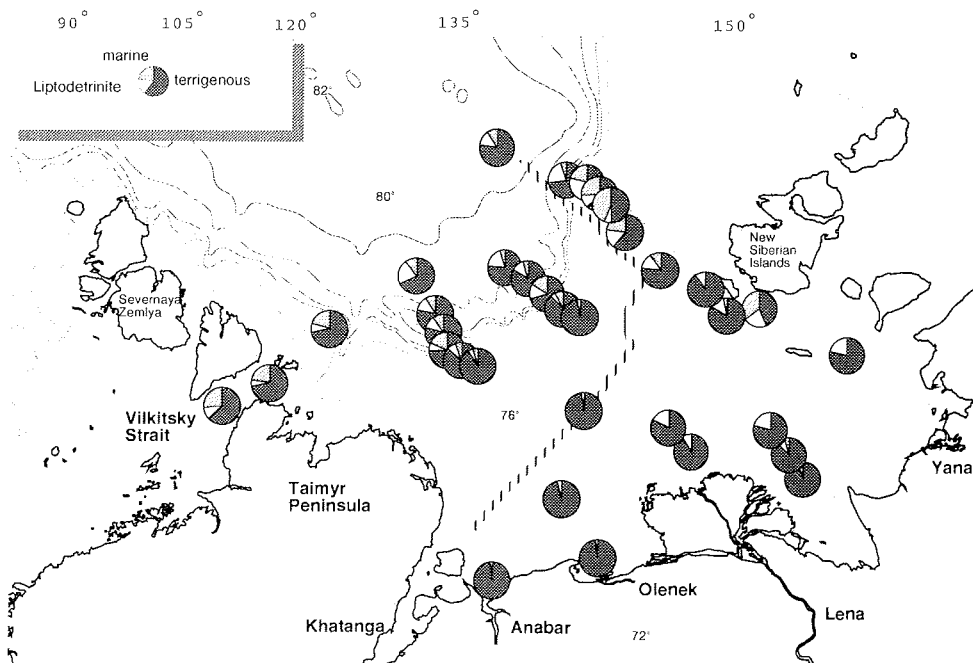 90° 105° 120° 135° 150°
marine
Liptodetrinite terrigenous
82°
80°
New
Siberian
Islands
Severnaya
Zemlya
76°
Vilkitsky
Strait
Taimyr
Peninsula
Yana
Olenek
Lena
Khatanga Anabar
72°